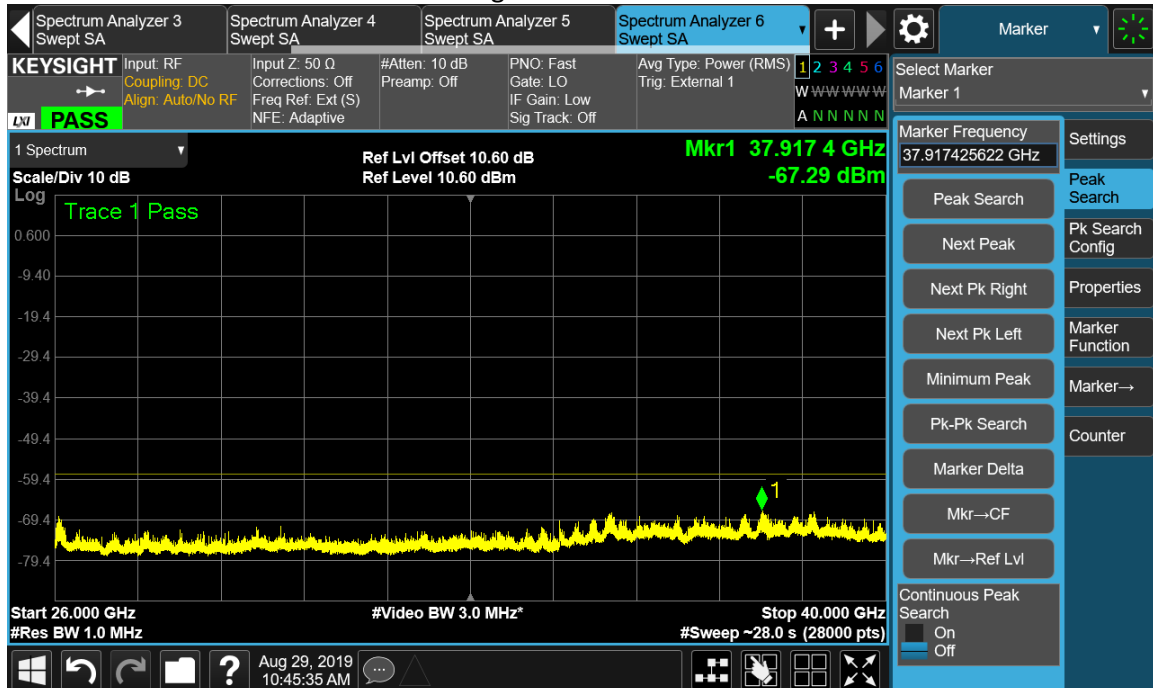 Spectrum Analyzer 3
Swept SA
Spectrum Analyzer 4
Swept SA
Spectrum Analyzer 5
Swept SA
Spectrum Analyzer 6
Swept SA
+
Marker
KEYSIGHT
LXI
PASS
Input: RF
Coupling: DC
Align: Auto/No RF
Input Z: 50 Ω
Corrections: Off
Freq Ref: Ext (S)
NFE: Adaptive
#Atten: 10 dB
Preamp: Off
PNO: Fast
Gate: LO
IF Gain: Low
Sig Track: Off
Avg Type: Power (RMS)
Trig: External 1
1 2 3 4 5 6
W W W W W W
A N N N N N
Select Marker
Marker 1
1 Spectrum
Scale/Div 10 dB
Log
Ref Lvl Offset 10.60 dB
Ref Level 10.60 dBm
Mkr1 37.917 4 GHz
-67.29 dBm
Trace 1 Pass
0.600
-9.40
-19.4
-29.4
-39.4
-49.4
-59.4
-69.4
-79.4
1
Start 26.000 GHz
#Res BW 1.0 MHz
#Video BW 3.0 MHz*
Stop 40.000 GHz
#Sweep ~28.0 s (28000 pts)
Marker Frequency
37.917425622 GHz
Peak Search
Next Peak
Next Pk Right
Next Pk Left
Minimum Peak
Pk-Pk Search
Marker Delta
Mkr→CF
Mkr→Ref Lvl
Continuous Peak
Search
On
Off
Settings
Peak
Search
Pk Search
Config
Properties
Marker
Function
Marker→
Counter
?
Aug 29, 2019
10:45:35 AM